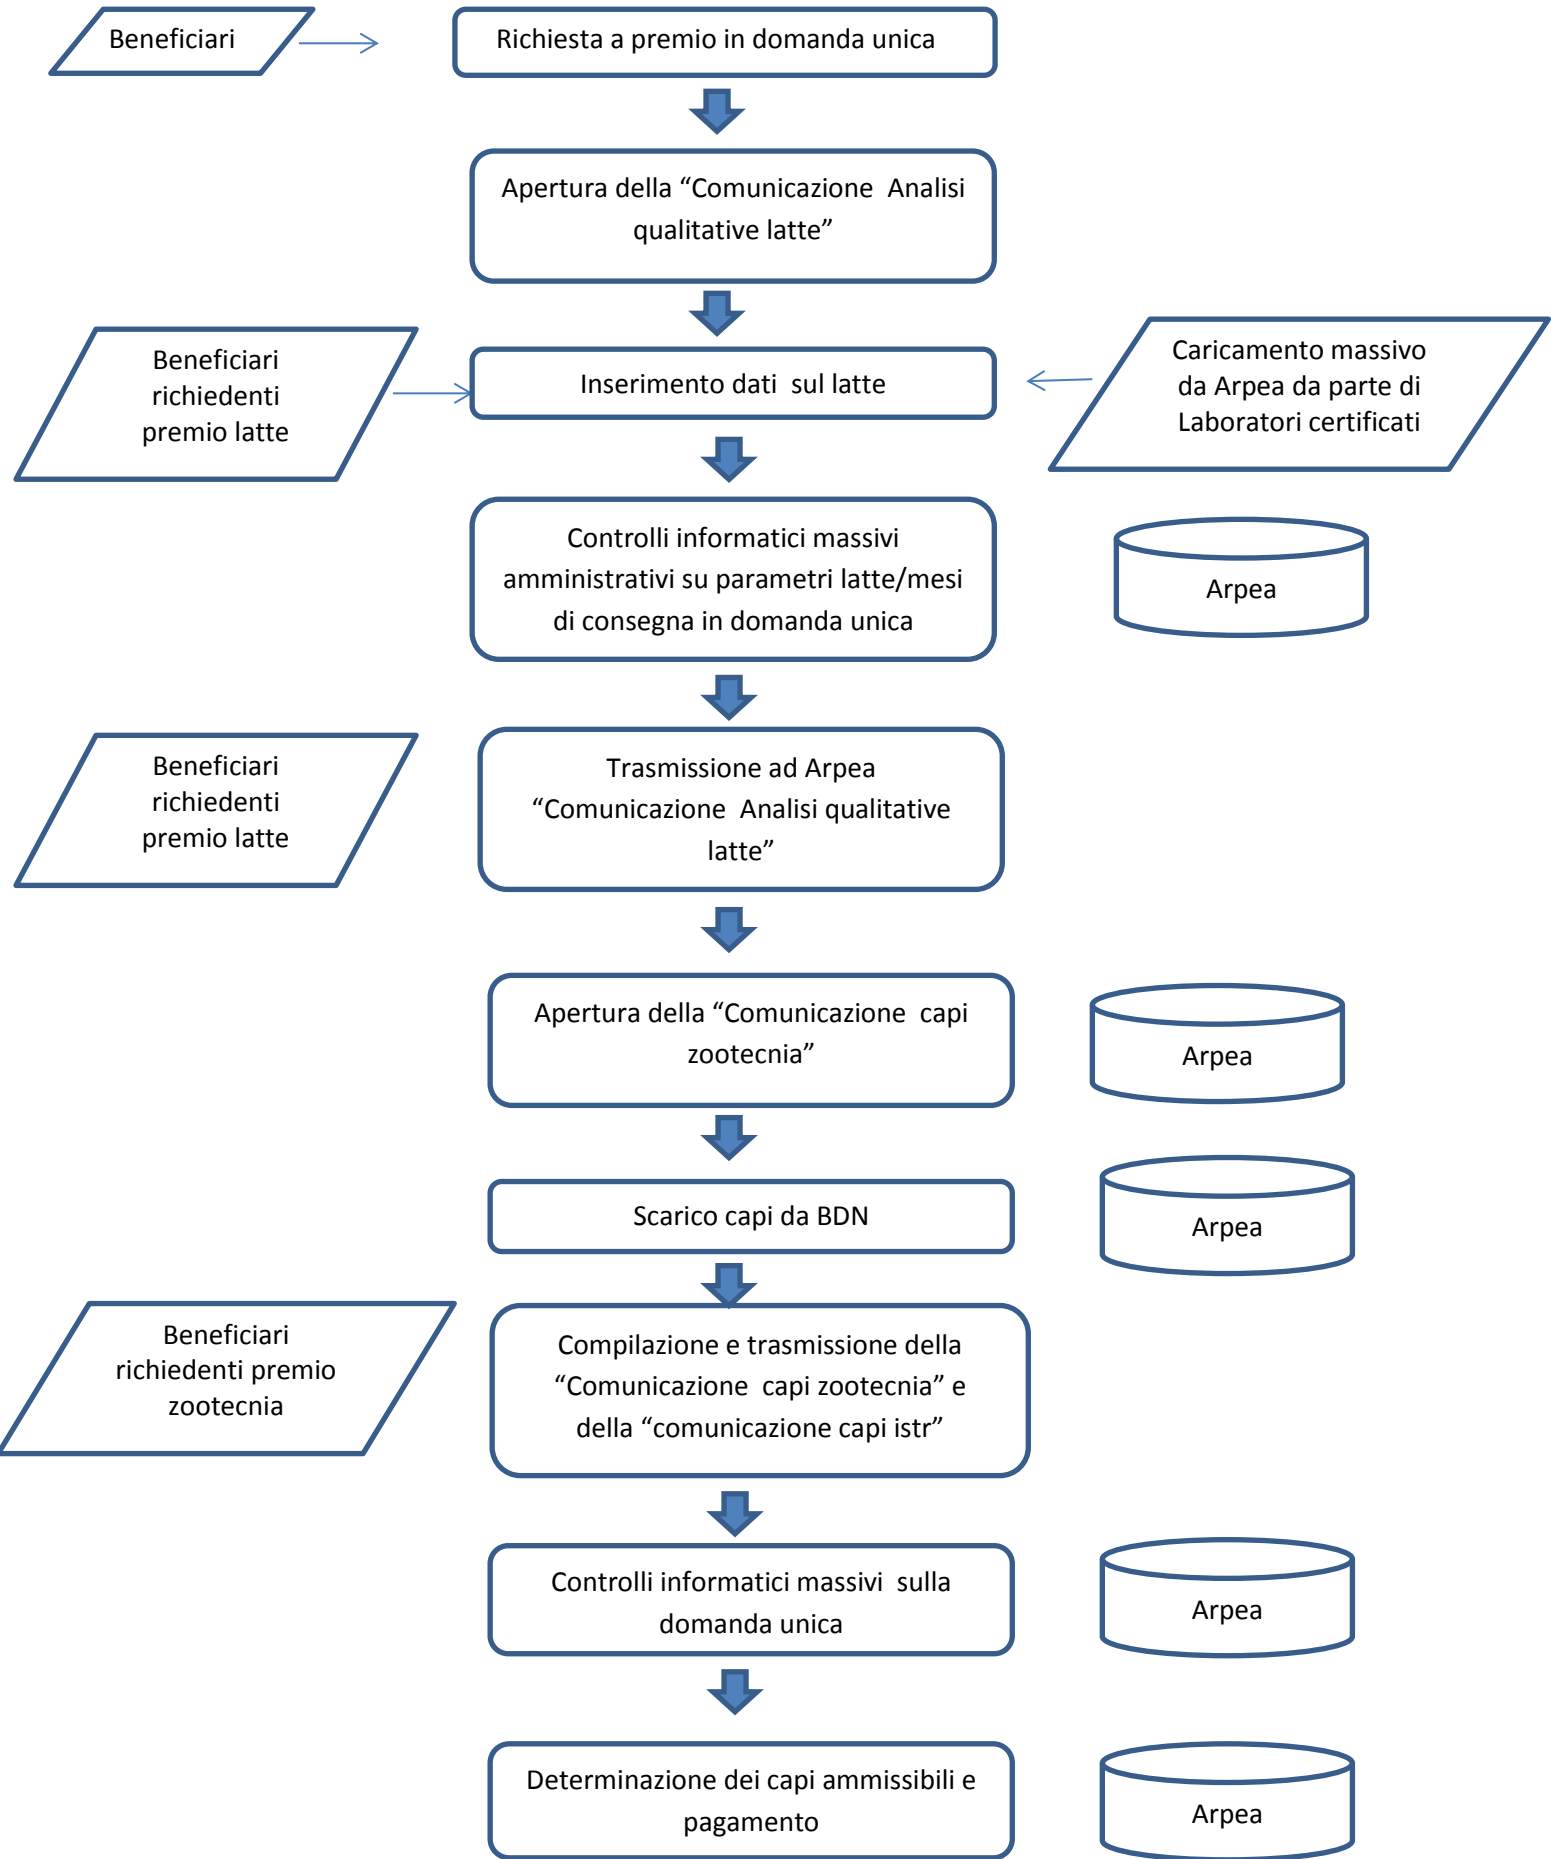 Beneficiari
Richiesta a premio in domanda unica
Apertura della “Comunicazione Analisi
qualitative latte”
Beneficiari
richiedenti
premio latte
Inserimento dati sul latte
Caricamento massivo
da Arpea da parte di
Laboratori certificati
Controlli informatici massivi
amministrativi su parametri latte/mesi
di consegna in domanda unica
Arpea
Beneficiari
richiedenti
premio latte
Trasmissione ad Arpea
“Comunicazione Analisi qualitative
latte”
Apertura della “Comunicazione capi
zootecnia”
Arpea
Scarico capi da BDN
Arpea
Beneficiari
richiedenti premio
zootecnia
Compilazione e trasmissione della
“Comunicazione capi zootecnia” e
della “comunicazione capi istr”
Controlli informatici massivi sulla
domanda unica
Arpea
Determinazione dei capi ammissibili e
pagamento
Arpea